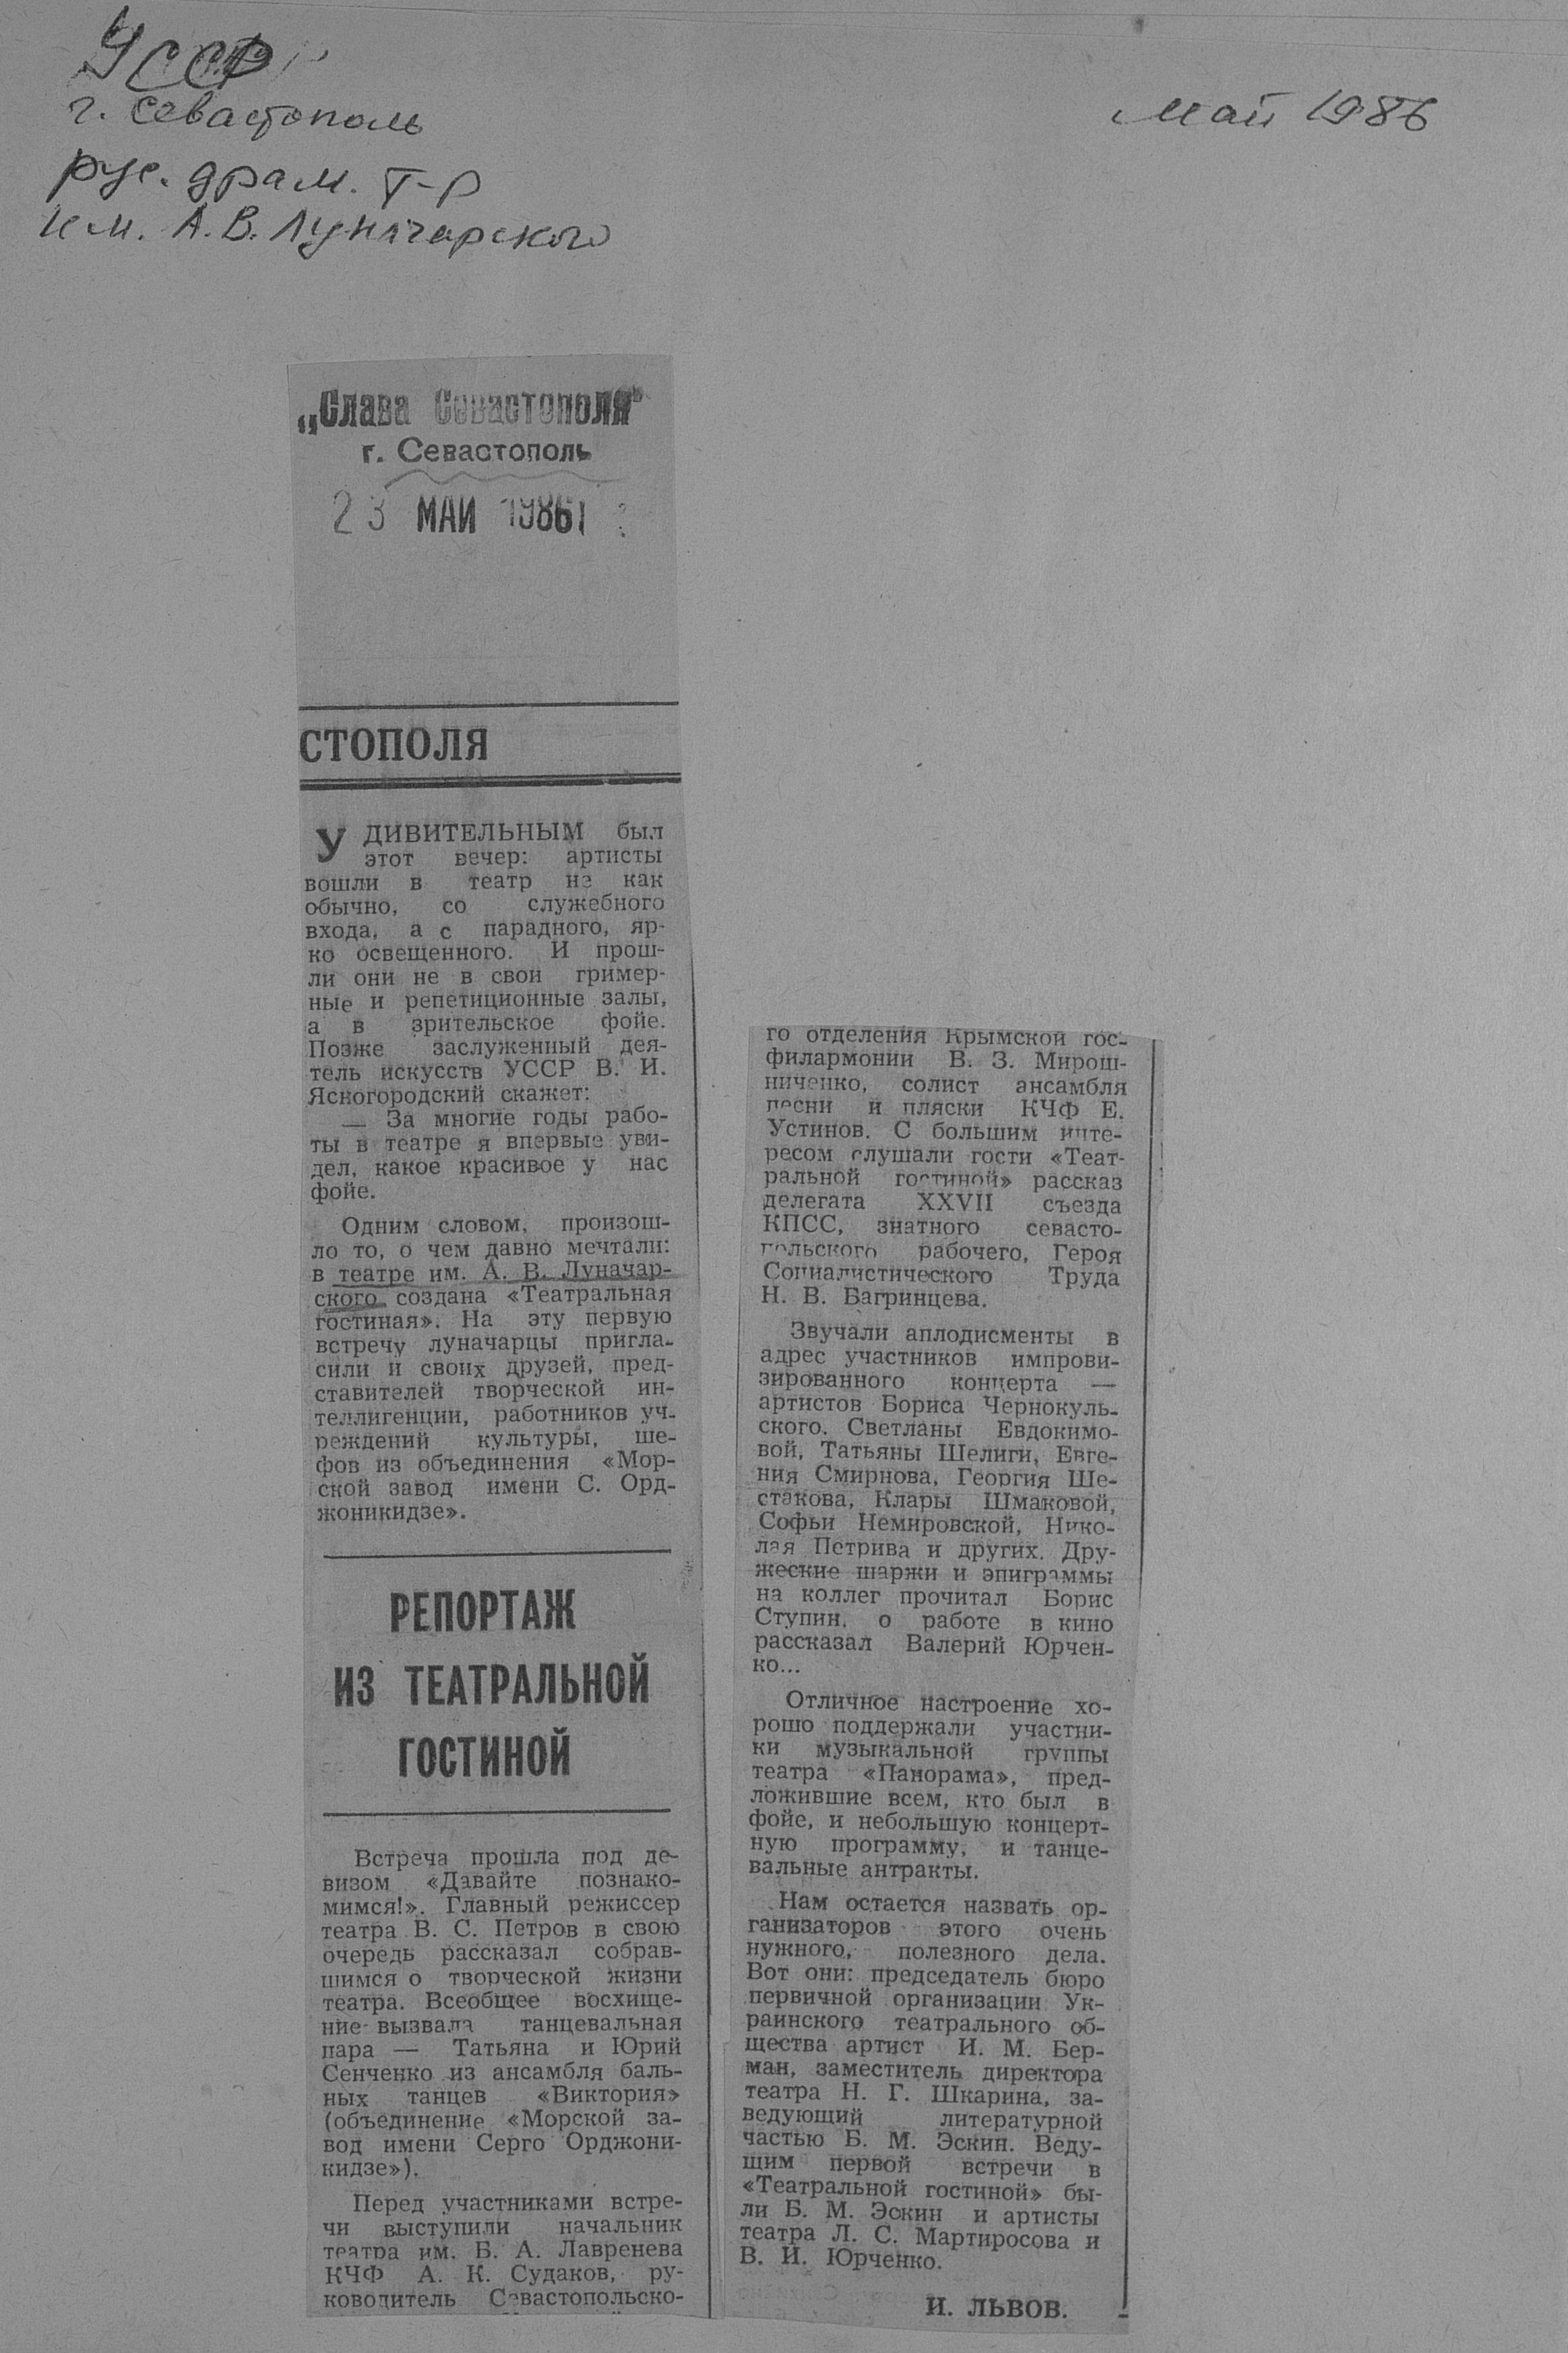 УССР
г. Севастополь
рус. драм. т-р
им. А.В. Луначарского
май 1986
„Слава Севастополя"
г. Севастополь
23 МАЙ 1986
СТОПОЛЯ
УДИВИТЕЛЬНЫМ был
этот вечер: артисты
вошли в театр не как
обычно, со служебного
входа, а с парадного, яр-
ко освещенного. И прош-
ли они не в свои гример-
ные и репетиционные залы,
а в зрительское фойе.
Позже заслуженный дея-
тель искусств УССР В. И.
Ясногородский скажет:
— За многие годы рабо-
ты в театре я впервые уви-
дел, какое красивое у нас
фойе.
Одним словом, произош-
ло то, о чем давно мечтали:
в театре им. А. В. Луначар-
ского создана «Театральная
гостиная». На эту первую
встречу луначарцы пригла-
сили и своих друзей, пред-
ставителей творческой ин-
теллигенции, работников уч-
реждений культуры, ше-
фов из объединения «Мор-
ской завод имени С. Орд-
жоникидзе».
РЕПОРТАЖ
ИЗ ТЕАТРАЛЬНОЙ
ГОСТИНОЙ
Встреча прошла под де-
визом «Давайте познако-
мимся!». Главный режиссер
театра В. С. Петров в свою
очередь рассказал собрав-
шимся о творческой жизни
театра. Всеобщее восхище-
ние вызвала танцевальная
пара — Татьяна и Юрий
Сенченко из ансамбля баль-
ных танцев «Виктория»
(объединение «Морской за-
вод имени Серго Орджони-
кидзе»).
Перед участниками встре-
чи выступили начальник
театра им. Б. А. Лавренева
КЧФ А. К. Судаков, ру-
ководитель Севастопольско-
го отделения Крымской гос-
филармонии В. З. Мирош-
ниченко, солист ансамбля
песни и пляски КЧФ Е.
Устинов. С большим инте-
ресом слушали гости «Теат-
ральной гостиной» рассказ
делегата XXVII съезда
КПСС, знатного севасто-
польского рабочего, Героя
Социалистического Труда
Н. В. Багринцева.
Звучали аплодисменты в
адрес участников импрови-
зированного концерта —
артистов Бориса Чернокуль-
ского, Светланы Евдокимо-
вой, Татьяны Шелиги, Евге-
ния Смирнова, Георгия Ше-
стакова, Клары Шмаковой,
Софьи Немировской, Нико-
лая Петрива и других. Дру-
жеские шаржи и эпиграммы
на коллег прочитал Борис
Ступин, о работе в кино
рассказал Валерий Юрчен-
ко...
Отличное настроение хо-
рошо поддержали участни-
ки музыкальной группы
театра «Панорама», пред-
ложившие всем, кто был в
фойе, и небольшую концерт-
ную программу, и танце-
вальные антракты.
Нам остается назвать ор-
ганизаторов этого очень
нужного, полезного дела.
Вот они: председатель бюро
первичной организации Ук-
раинского театрального об-
щества артист И. М. Бер-
ман, заместитель директора
театра Н. Г. Шкарина, за-
ведующий литературной
частью Б. М. Эскин. Веду-
щим первой встречи в
«Театральной гостиной» бы-
ли Б. М. Эскин и артисты
театра Л. С. Мартиросова и
В. И. Юрченко.
И. ЛЬВОВ.